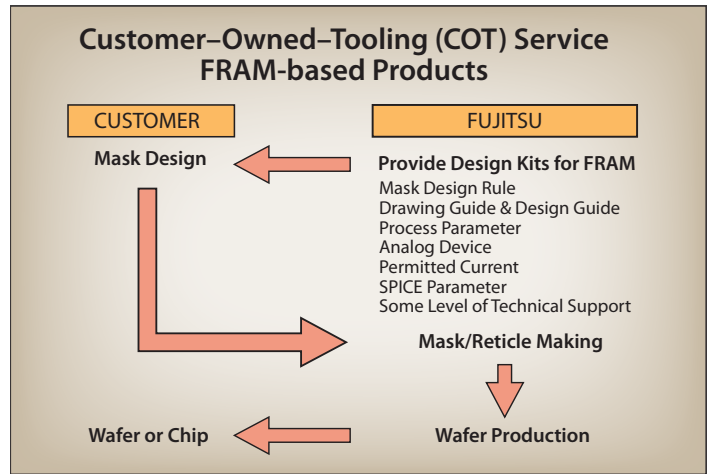 Customer–Owned–Tooling (COT) Service
FRAM-based Products
CUSTOMER
FUJITSU
Mask Design
Provide Design Kits for FRAM
Mask Design Rule
Drawing Guide & Design Guide
Process Parameter
Analog Device
Permitted Current
SPICE Parameter
Some Level of Technical Support
Mask/Reticle Making
Wafer or Chip
Wafer Production